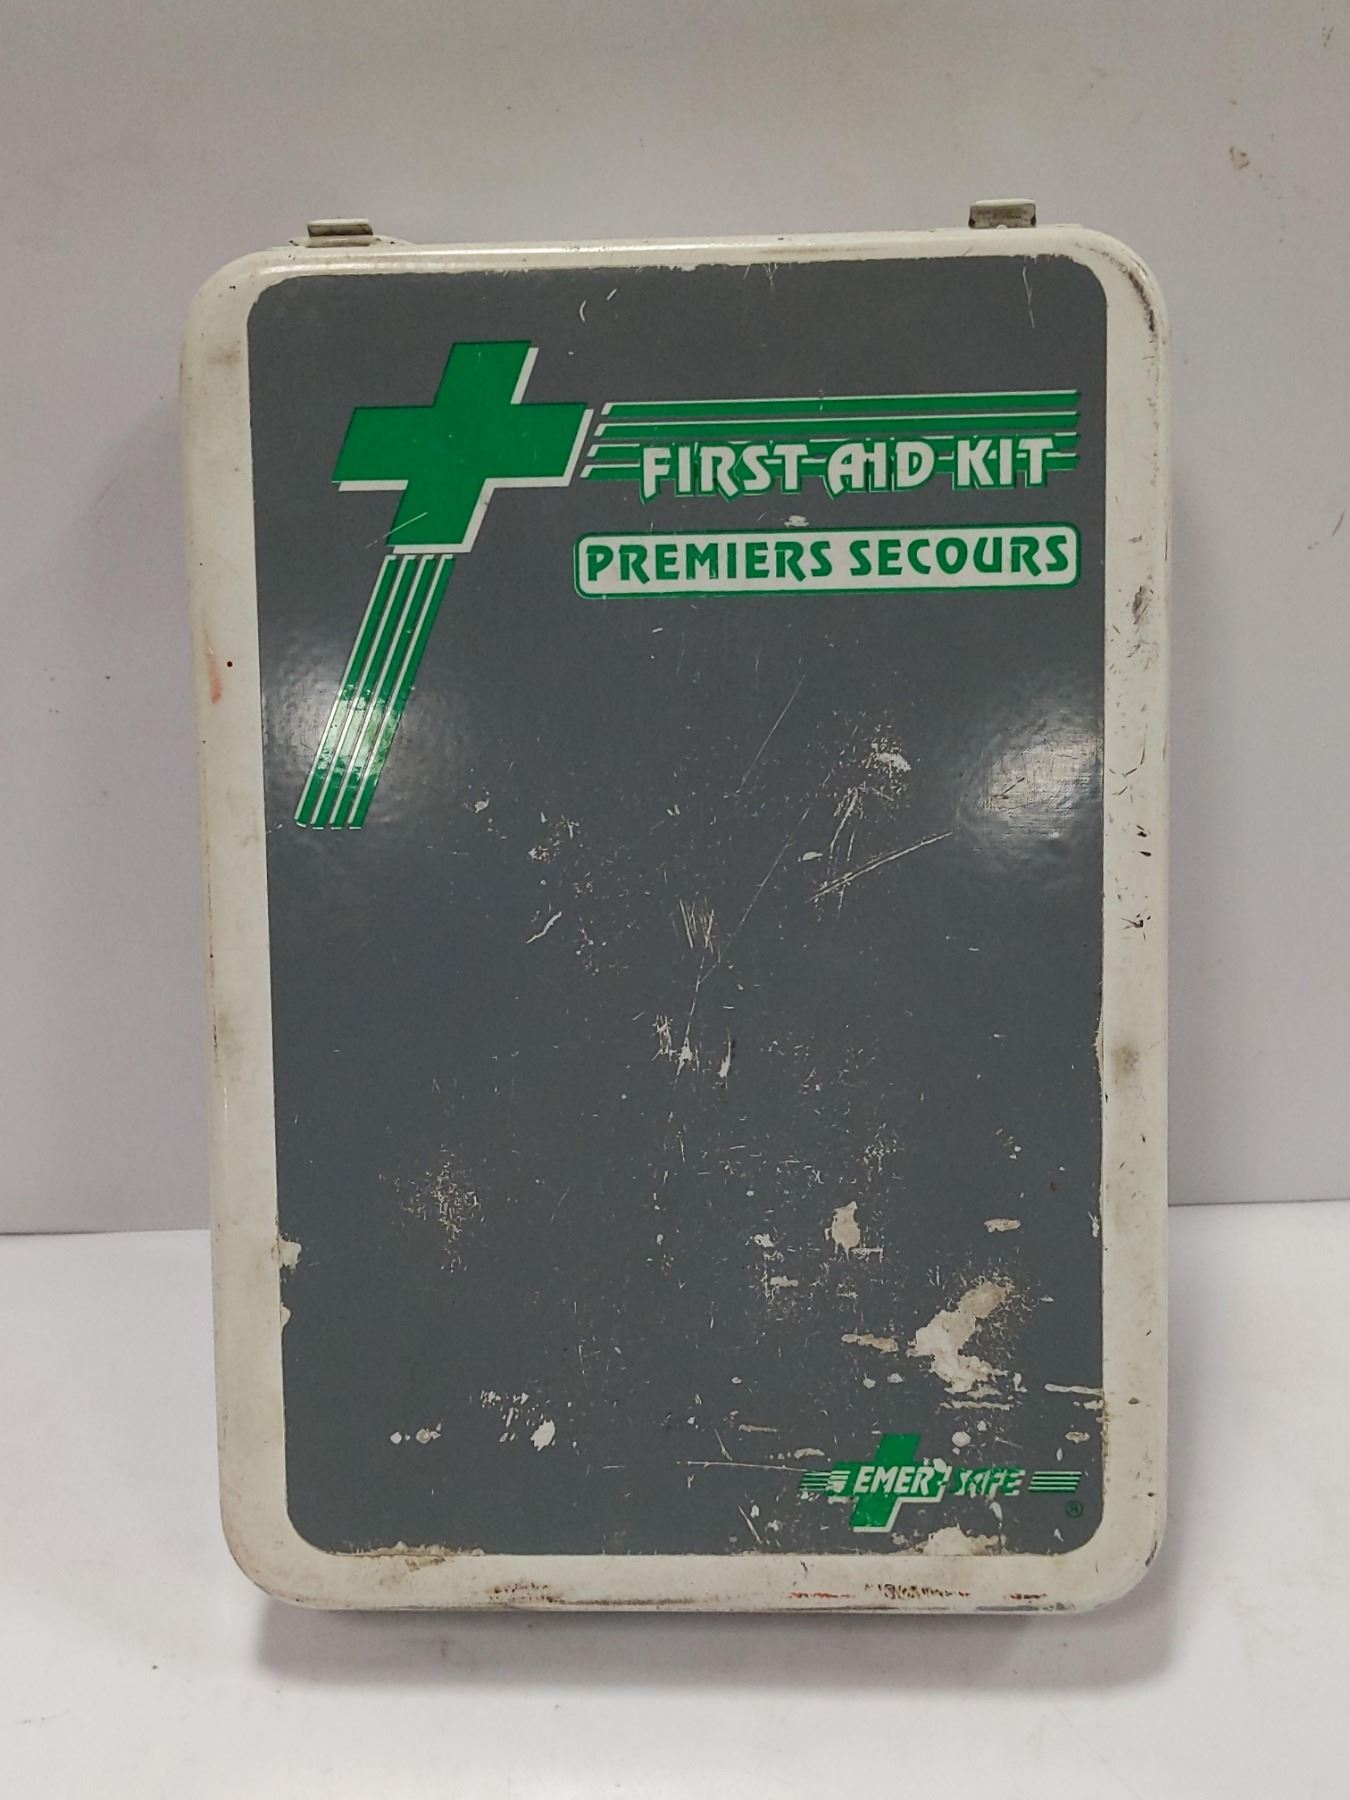 FIRST AID KIT
PREMIERS SECOURS
EMER SAFE
®